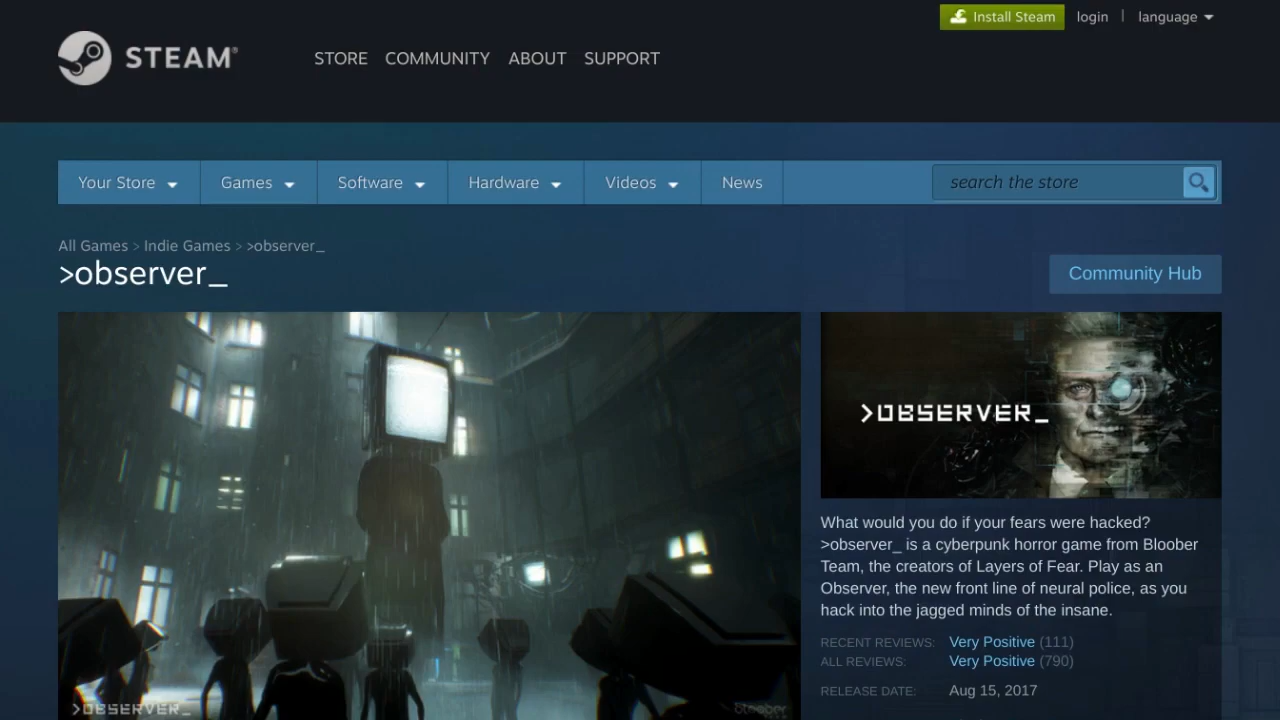 Install Steam login | language
STEAM®
STORE COMMUNITY ABOUT SUPPORT
Your Store Games Software Hardware Videos News search the store
All Games > Indie Games > >observer_
>observer_
Community Hub
>OBSERVER_
What would you do if your fears were hacked?
>observer_ is a cyberpunk horror game from Bloober
Team, the creators of Layers of Fear. Play as an
Observer, the new front line of neural police, as you
hack into the jagged minds of the insane.
RECENT REVIEWS: Very Positive (111)
ALL REVIEWS: Very Positive (790)
RELEASE DATE: Aug 15, 2017
>OBSERVER_ bloober